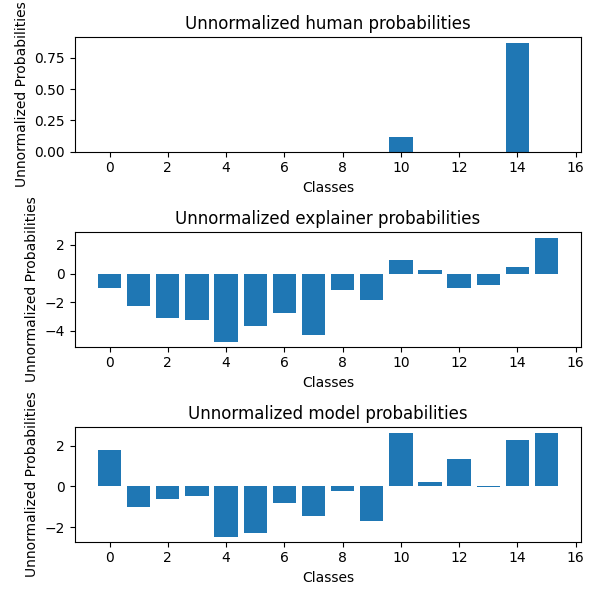 Unnormalized human probabilities
Unnormalized Probabilities
0.75
0.50
0.25
0.00
0 2 4 6 8 10 12 14 16
Classes
Unnormalized explainer probabilities
Unnormalized Probabilities
2
0
−2
−4
0 2 4 6 8 10 12 14 16
Classes
Unnormalized model probabilities
Unnormalized Probabilities
2
0
−2
0 2 4 6 8 10 12 14 16
Classes